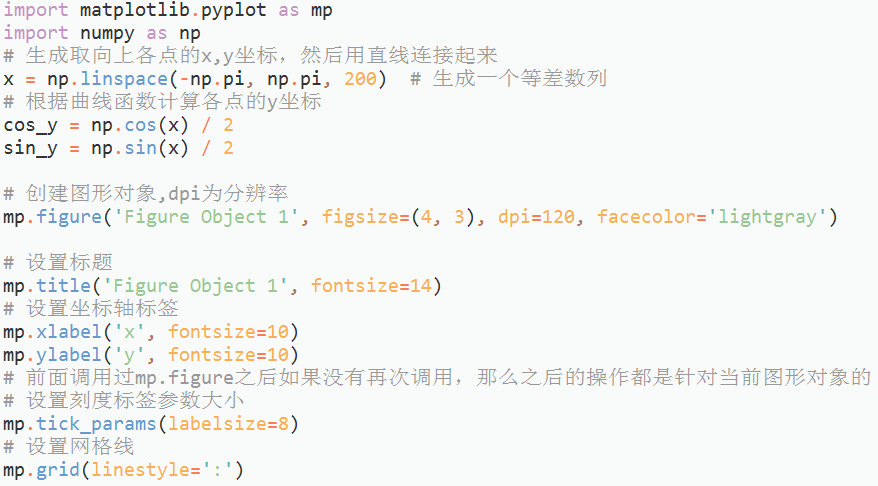 import matplotlib.pyplot as mp
import numpy as np
# 生成取向上各点的x,y坐标，然后用直线连接起来
x = np.linspace(-np.pi, np.pi, 200)  # 生成一个等差数列
# 根据曲线函数计算各点的y坐标
cos_y = np.cos(x) / 2
sin_y = np.sin(x) / 2

# 创建图形对象,dpi为分辨率
mp.figure('Figure Object 1', figsize=(4, 3), dpi=120, facecolor='lightgray')

# 设置标题
mp.title('Figure Object 1', fontsize=14)
# 设置坐标轴标签
mp.xlabel('x', fontsize=10)
mp.ylabel('y', fontsize=10)
# 前面调用过mp.figure之后如果没有再次调用，那么之后的操作都是针对当前图形对象的
# 设置刻度标签参数大小
mp.tick_params(labelsize=8)
# 设置网格线
mp.grid(linestyle=':')